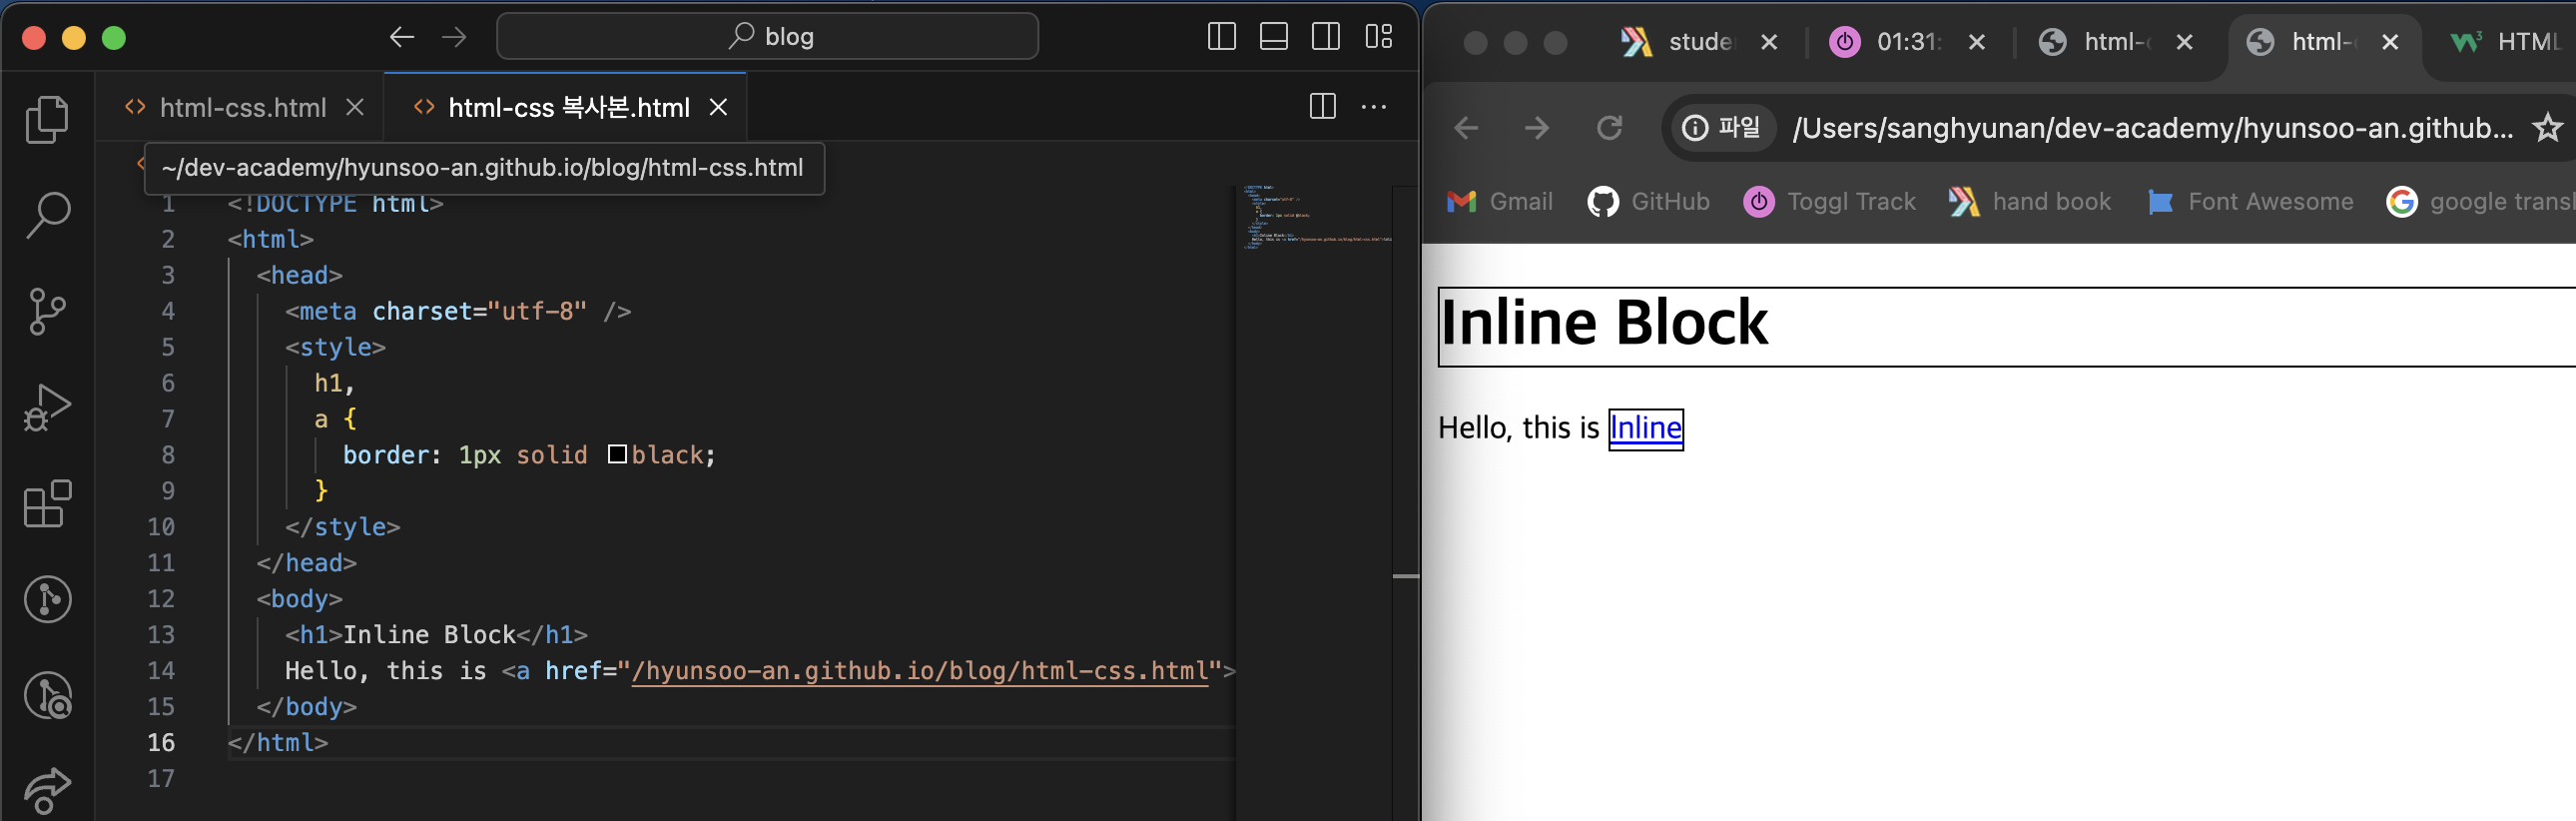 blog
html-css.html
html-css 복사본.html
~/dev-academy/hyunsoo-an.github.io/blog/html-css.html
1 <!DOCTYPE html>
2 <html>
3 <head>
4 <meta charset="utf-8" />
5 <style>
6 h1,
7 a {
8 border: 1px solid black;
9 }
10 </style>
11 </head>
12 <body>
13 <h1>Inline Block</h1>
14 Hello, this is <a href="/hyunsoo-an.github.io/blog/html-css.html">
15 </body>
16 </html>
17
stude
01:31:
html-
html-
HTML
파일 /Users/sanghyunan/dev-academy/hyunsoo-an.github...
Gmail GitHub Toggl Track hand book Font Awesome google transl
Inline Block
Hello, this is Inline